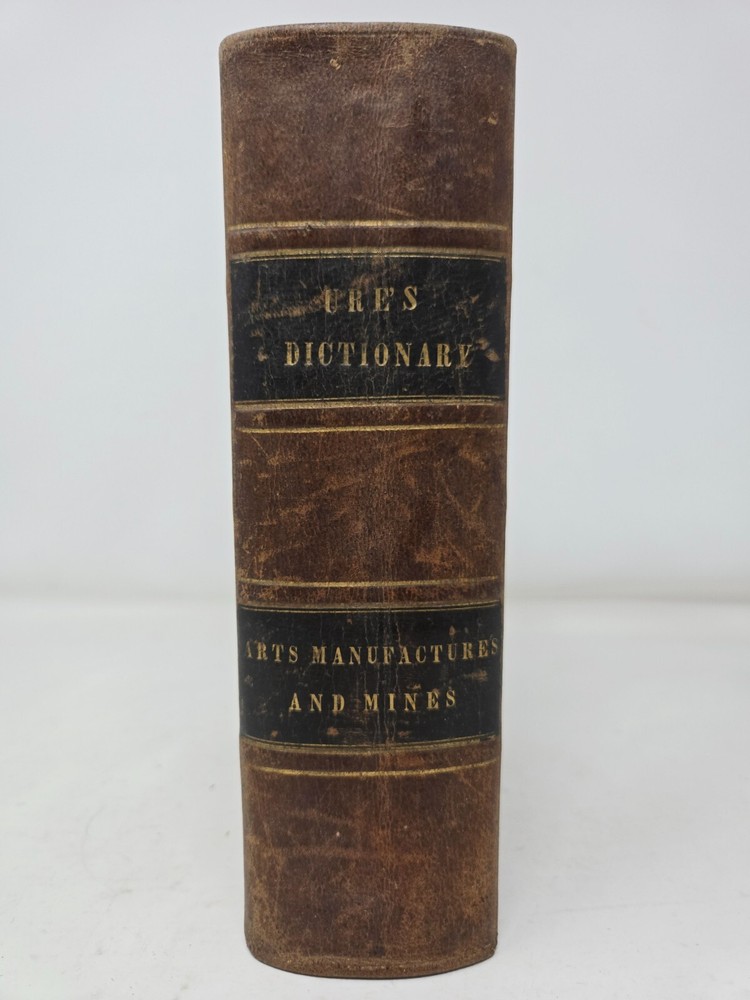 URE'S
DICTIONARY
ARTS MANUFACTURES
AND MINES